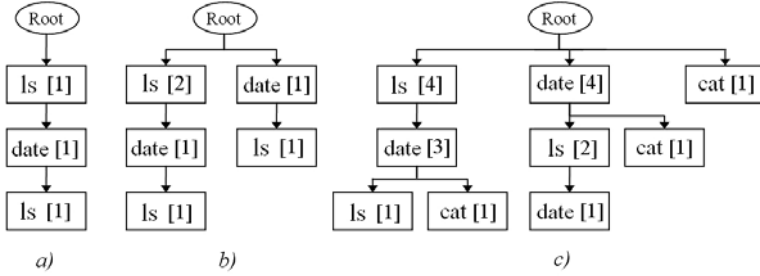 Root Root Root
ls [1] ls [2] date [1] ls [4] date [4] cat [1]
date [1] date [1] ls [1] date [3] ls [2] cat [1]
ls [1] ls [1] ls [1] cat [1] date [1]
a) b) c)